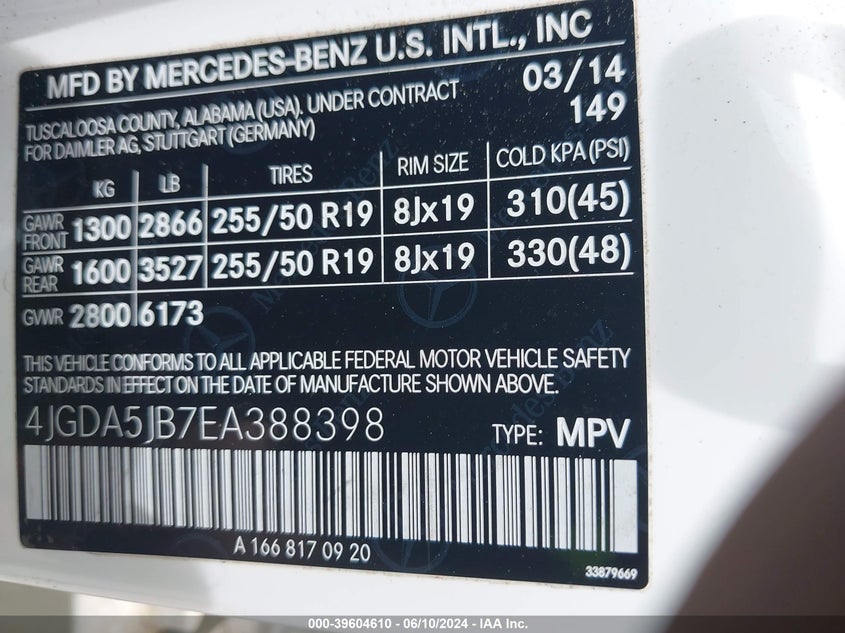 MFD BY MERCEDES-BENZ U.S. INTL., INC
03/14
TUSCALOOSA COUNTY, ALABAMA (USA). UNDER CONTRACT
149
FOR DAIMLER AG, STUTTGART (GERMANY)
KG LB TIRES RIM SIZE COLD KPA (PSI)
GAWR FRONT 1300 2866 255/50 R19 8Jx19 310(45)
GAWR REAR 1600 3527 255/50 R19 8Jx19 330(48)
GVWR 2800 6173
THIS VEHICLE CONFORMS TO ALL APPLICABLE FEDERAL MOTOR VEHICLE SAFETY
STANDARDS IN EFFECT ON THE DATE OF MANUFACTURE SHOWN ABOVE.
4JGDA5JB7EA388398 TYPE: MPV
A 166 817 09 20
33879669
000-39604610 - 06/10/2024 - IAA Inc.